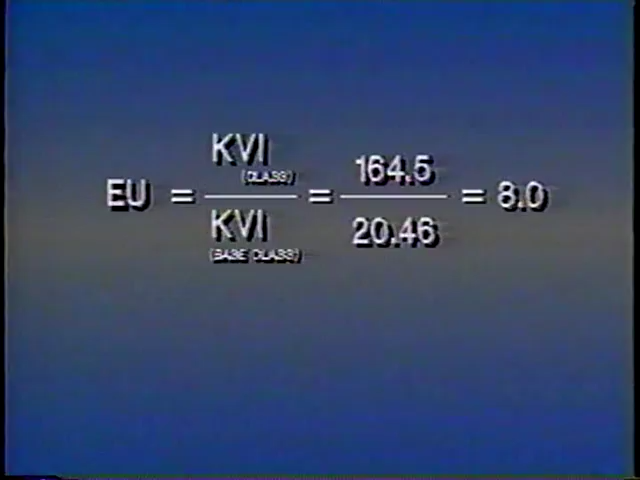 EU = KVI (CLASS) / KVI (BASE CLASS) = 164.5 / 20.46 = 8.0